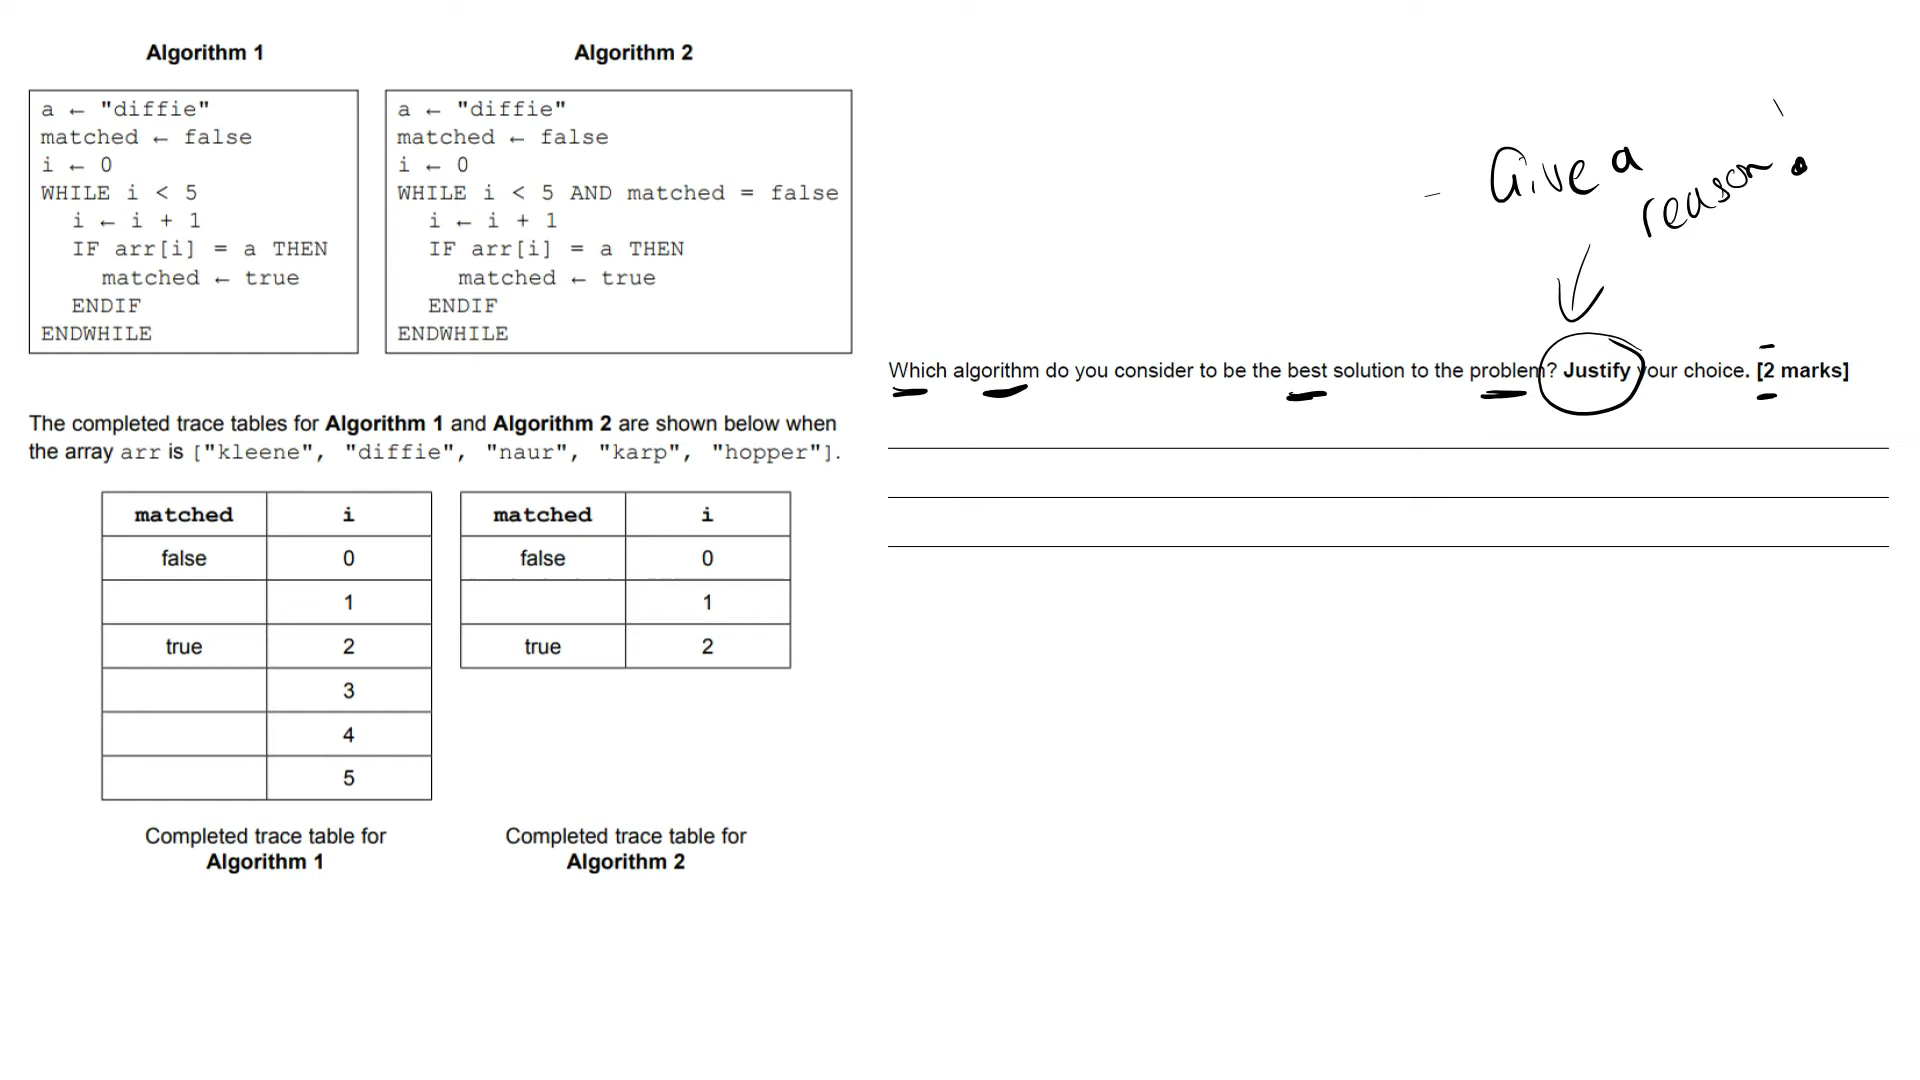 Algorithm 1
a ← "diffie"
matched ← false
i ← 0
WHILE i < 5
i ← i + 1
IF arr[i] = a THEN
matched ← true
ENDIF
ENDWHILE
Algorithm 2
a ← "diffie"
matched ← false
i ← 0
WHILE i < 5 AND matched = false
i ← i + 1
IF arr[i] = a THEN
matched ← true
ENDIF
ENDWHILE
The completed trace tables for Algorithm 1 and Algorithm 2 are shown below when
the array arr is ["kleene", "diffie", "naur", "karp", "hopper"].
matched i
false 0
1
true 2
3
4
5
Completed trace table for
Algorithm 1
matched i
false 0
1
true 2
Completed trace table for
Algorithm 2
Give a
reason.
Which algorithm do you consider to be the best solution to the problem? Justify your choice. [2 marks]